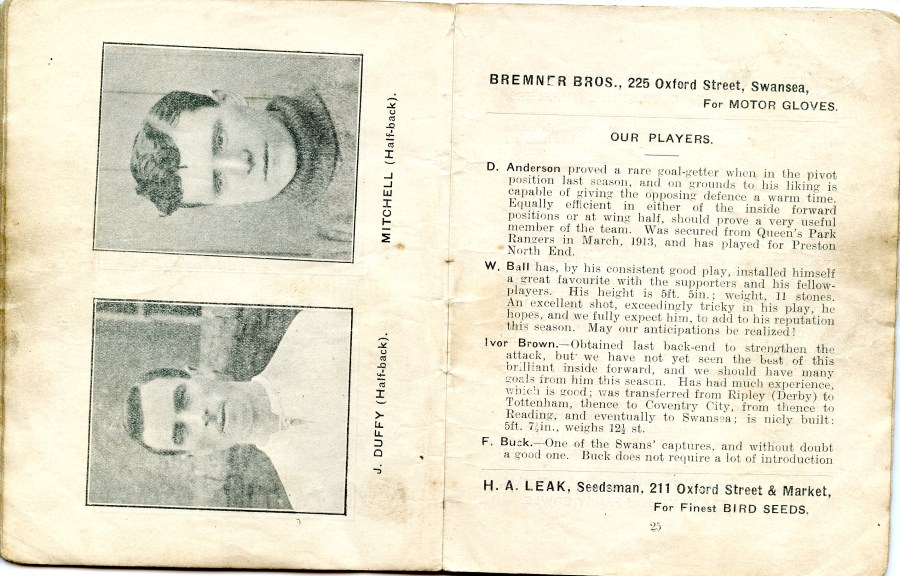 MITCHELL (Half-back).
J. DUFFY (Half-back).
BREMNER BROS., 225 Oxford Street, Swansea,
For MOTOR GLOVES.
OUR PLAYERS.
D. Anderson proved a rare goal-getter when in the pivot
position last season, and on grounds to his liking is
capable of giving the opposing defence a warm time.
Equally efficient in either of the inside forward
positions or at wing half, should prove a very useful
member of the team. Was secured from Queen's Park
Rangers in March, 1913, and has played for Preston
North End.
W. Ball has, by his consistent good play, installed himself
a great favourite with the supporters and his fellow-
players. His height is 5ft. 5in.; weight, 11 stones.
An excellent shot, exceedingly tricky in his play, he
hopes, and we fully expect him, to add to his reputation
this season. May our anticipations be realized!
Ivor Brown.—Obtained last back-end to strengthen the
attack, but we have not yet seen the best of this
brilliant inside forward, and we should have many
goals from him this season. Has had much experience,
which is good; was transferred from Ripley (Derby) to
Tottenham, thence to Coventry City, from thence to
Reading, and eventually to Swansea; is nicly built:
5ft. 7½in., weighs 12½ st.
F. Buck.—One of the Swans' captures, and without doubt
a good one. Buck does not require a lot of introduction
H. A. LEAK, Seedsman, 211 Oxford Street & Market,
For Finest BIRD SEEDS.
25